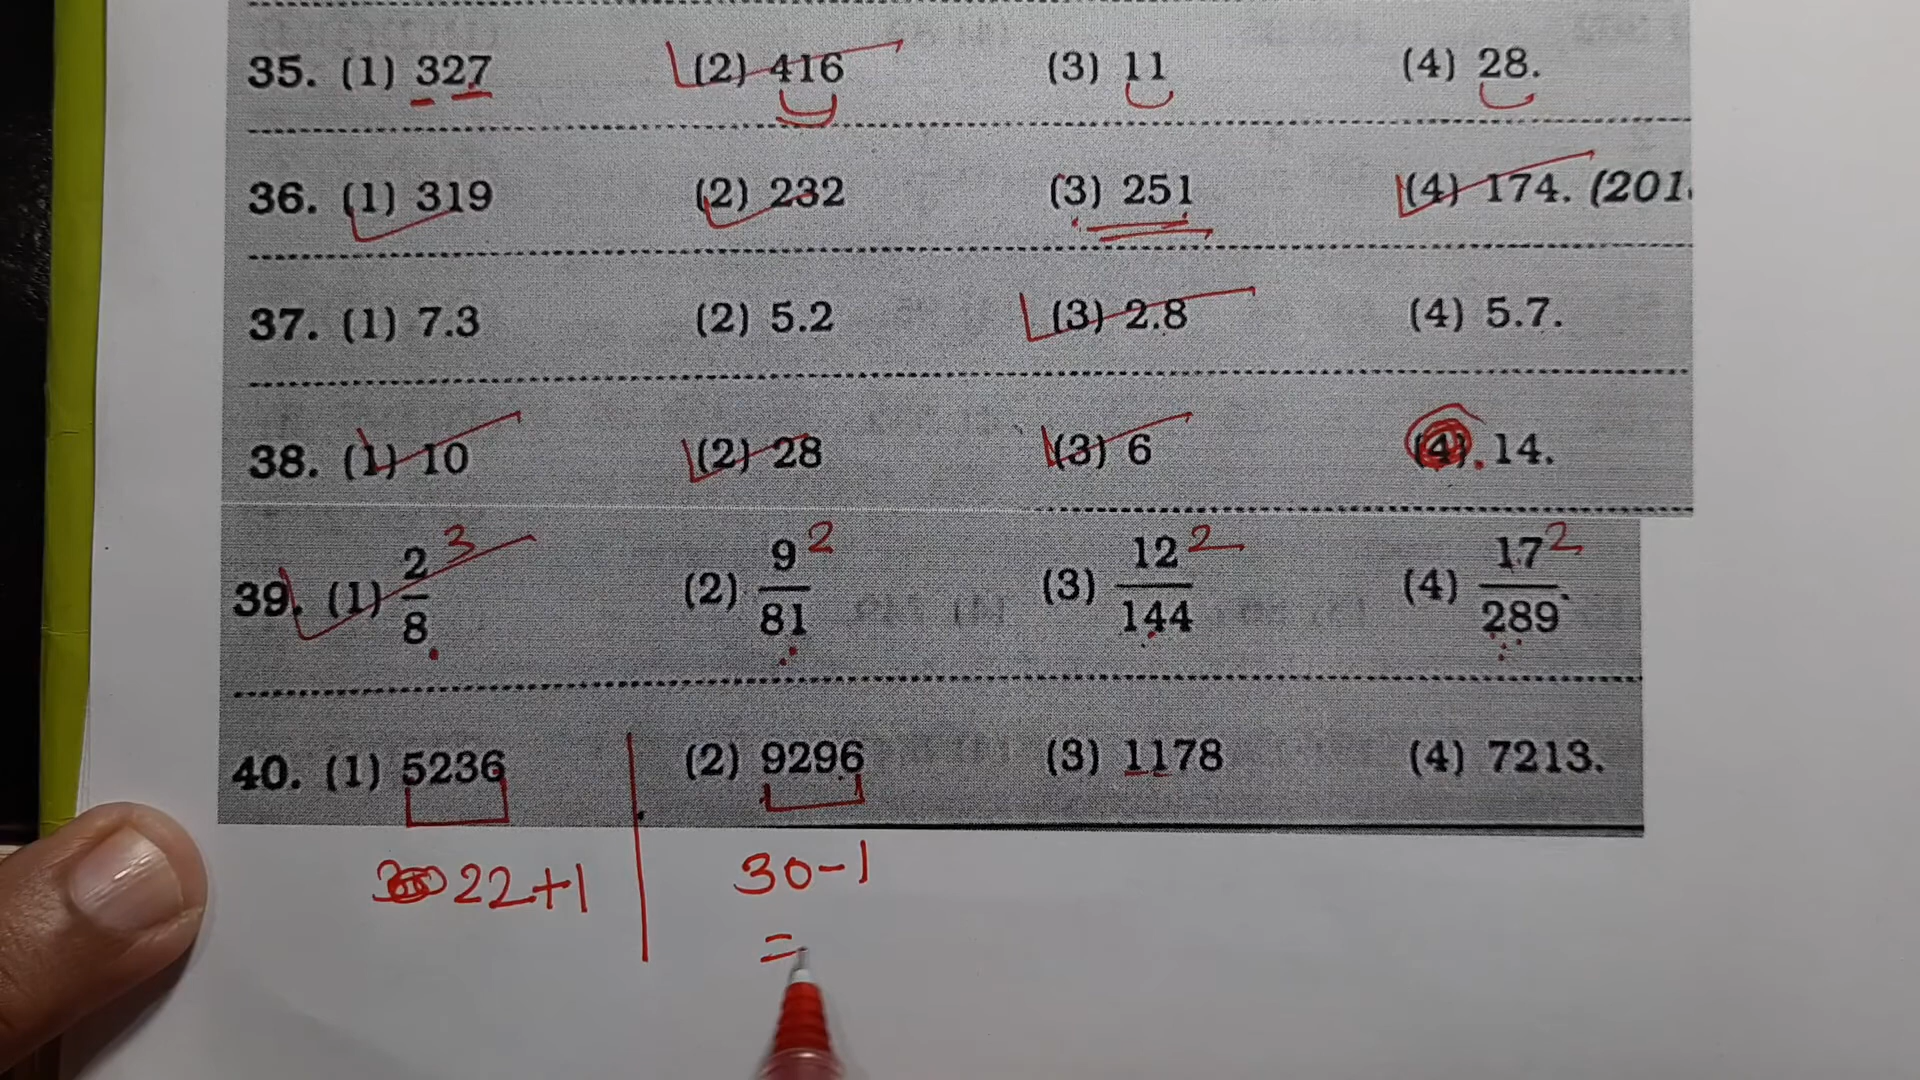 35. (1) 327 (2) 416 (3) 11 (4) 28.
36. (1) 319 (2) 232 (3) 251 (4) 174. (201
37. (1) 7.3 (2) 5.2 (3) 2.8 (4) 5.7.
38. (1) 10 (2) 28 (3) 6 (4) 14.
39. (1) 2/8 3 (2) 9/81 2 (3) 12/144 2 (4) 17/289. 2
40. (1) 5236 (2) 9296 (3) 1178 (4) 7213.
22+1 30-1
=